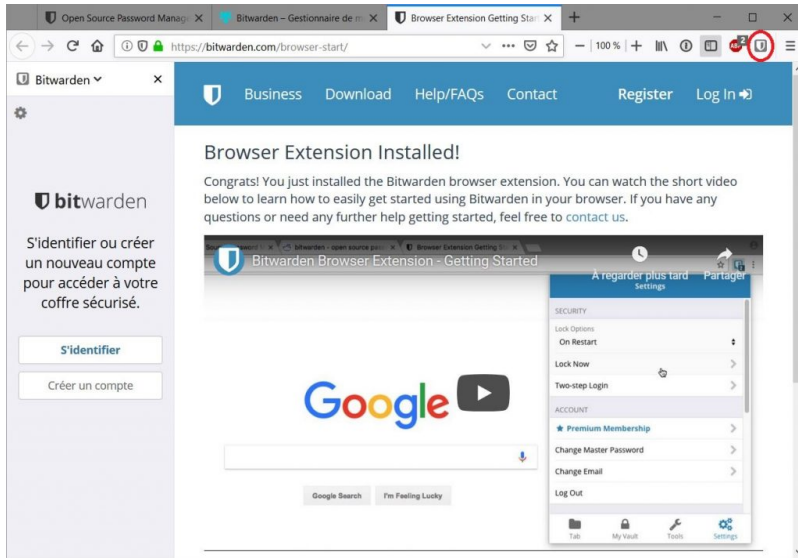 Open Source Password Manag
Bitwarden – Gestionnaire de m
Browser Extension Getting Star
https://bitwarden.com/browser-start/
100 %
2
Bitwarden
Business Download Help/FAQs Contact Register Log In
bitwarden
S'identifier ou créer
un nouveau compte
pour accéder à votre
coffre sécurisé.
S'identifier
Créer un compte
Browser Extension Installed!
Congrats! You just installed the Bitwarden browser extension. You can watch the short video
below to learn how to easily get started using Bitwarden in your browser. If you have any
questions or need any further help getting started, feel free to contact us.
Browser Extension Getting
Bitwarden Browser Extension - Getting Started
À regarder plus tard
Partager
Settings
SECURITY
Lock Options
On Restart
Lock Now
Two-step Login
ACCOUNT
Premium Membership
Change Master Password
Change Email
Log Out
Tab My Vault Tools Settings
Google
Google Search I'm Feeling Lucky